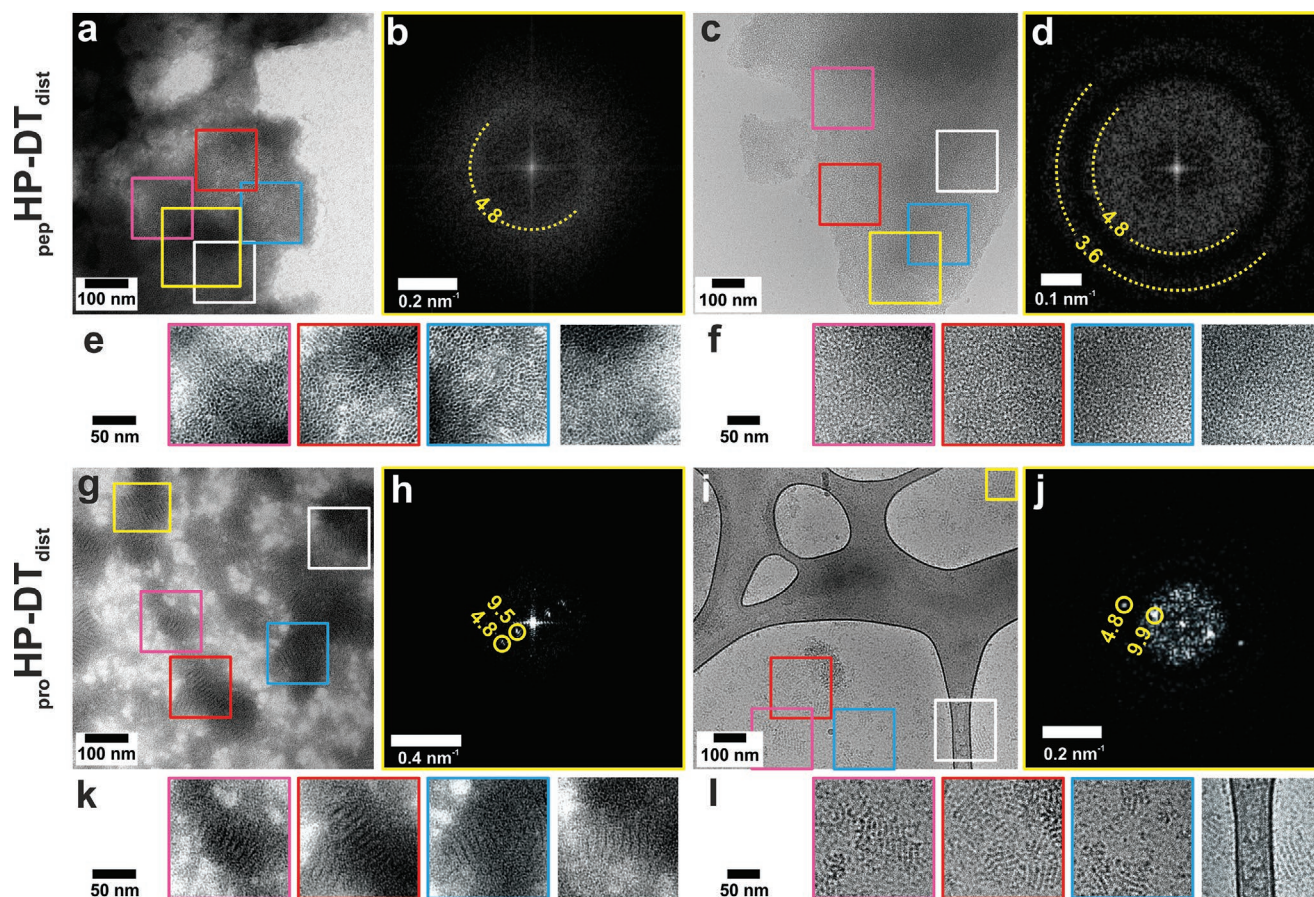 pepHP-DTdist
a
100 nm
b
4.8
0.2 nm⁻¹
c
100 nm
d
4.8
3.6
0.1 nm⁻¹
e
50 nm
f
50 nm
proHP-DTdist
g
100 nm
h
9.5
4.8
0.4 nm⁻¹
i
100 nm
j
4.8
9.9
0.2 nm⁻¹
k
50 nm
l
50 nm